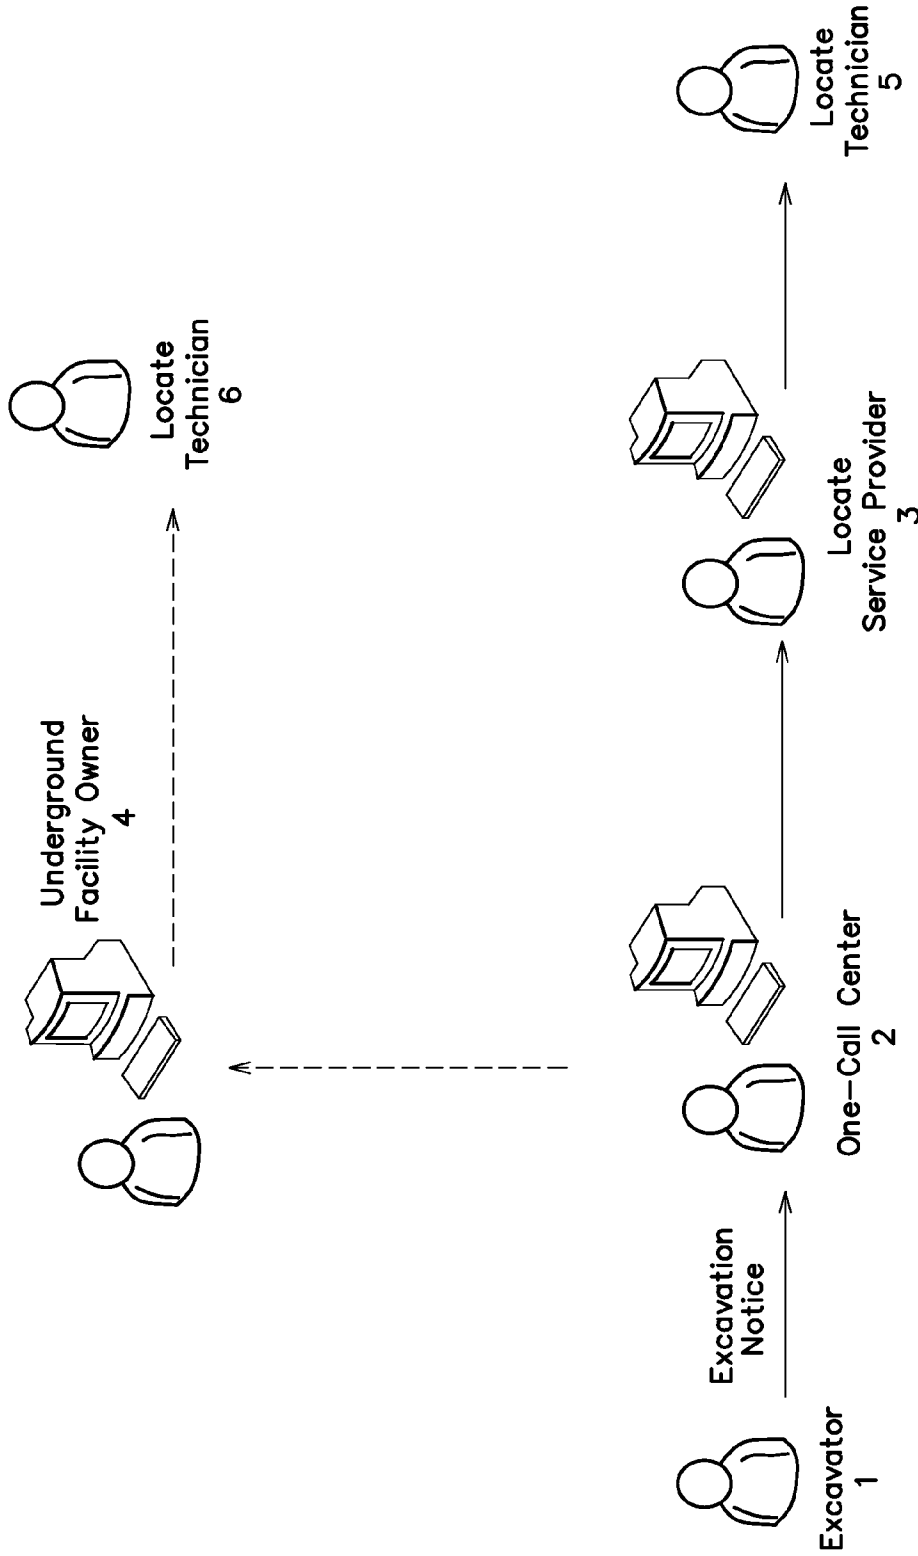 Underground
Facility Owner
4
Locate
Technician
6
Excavator
1
Excavation
Notice
One-Call Center
2
Locate
Service Provider
3
Locate
Technician
5